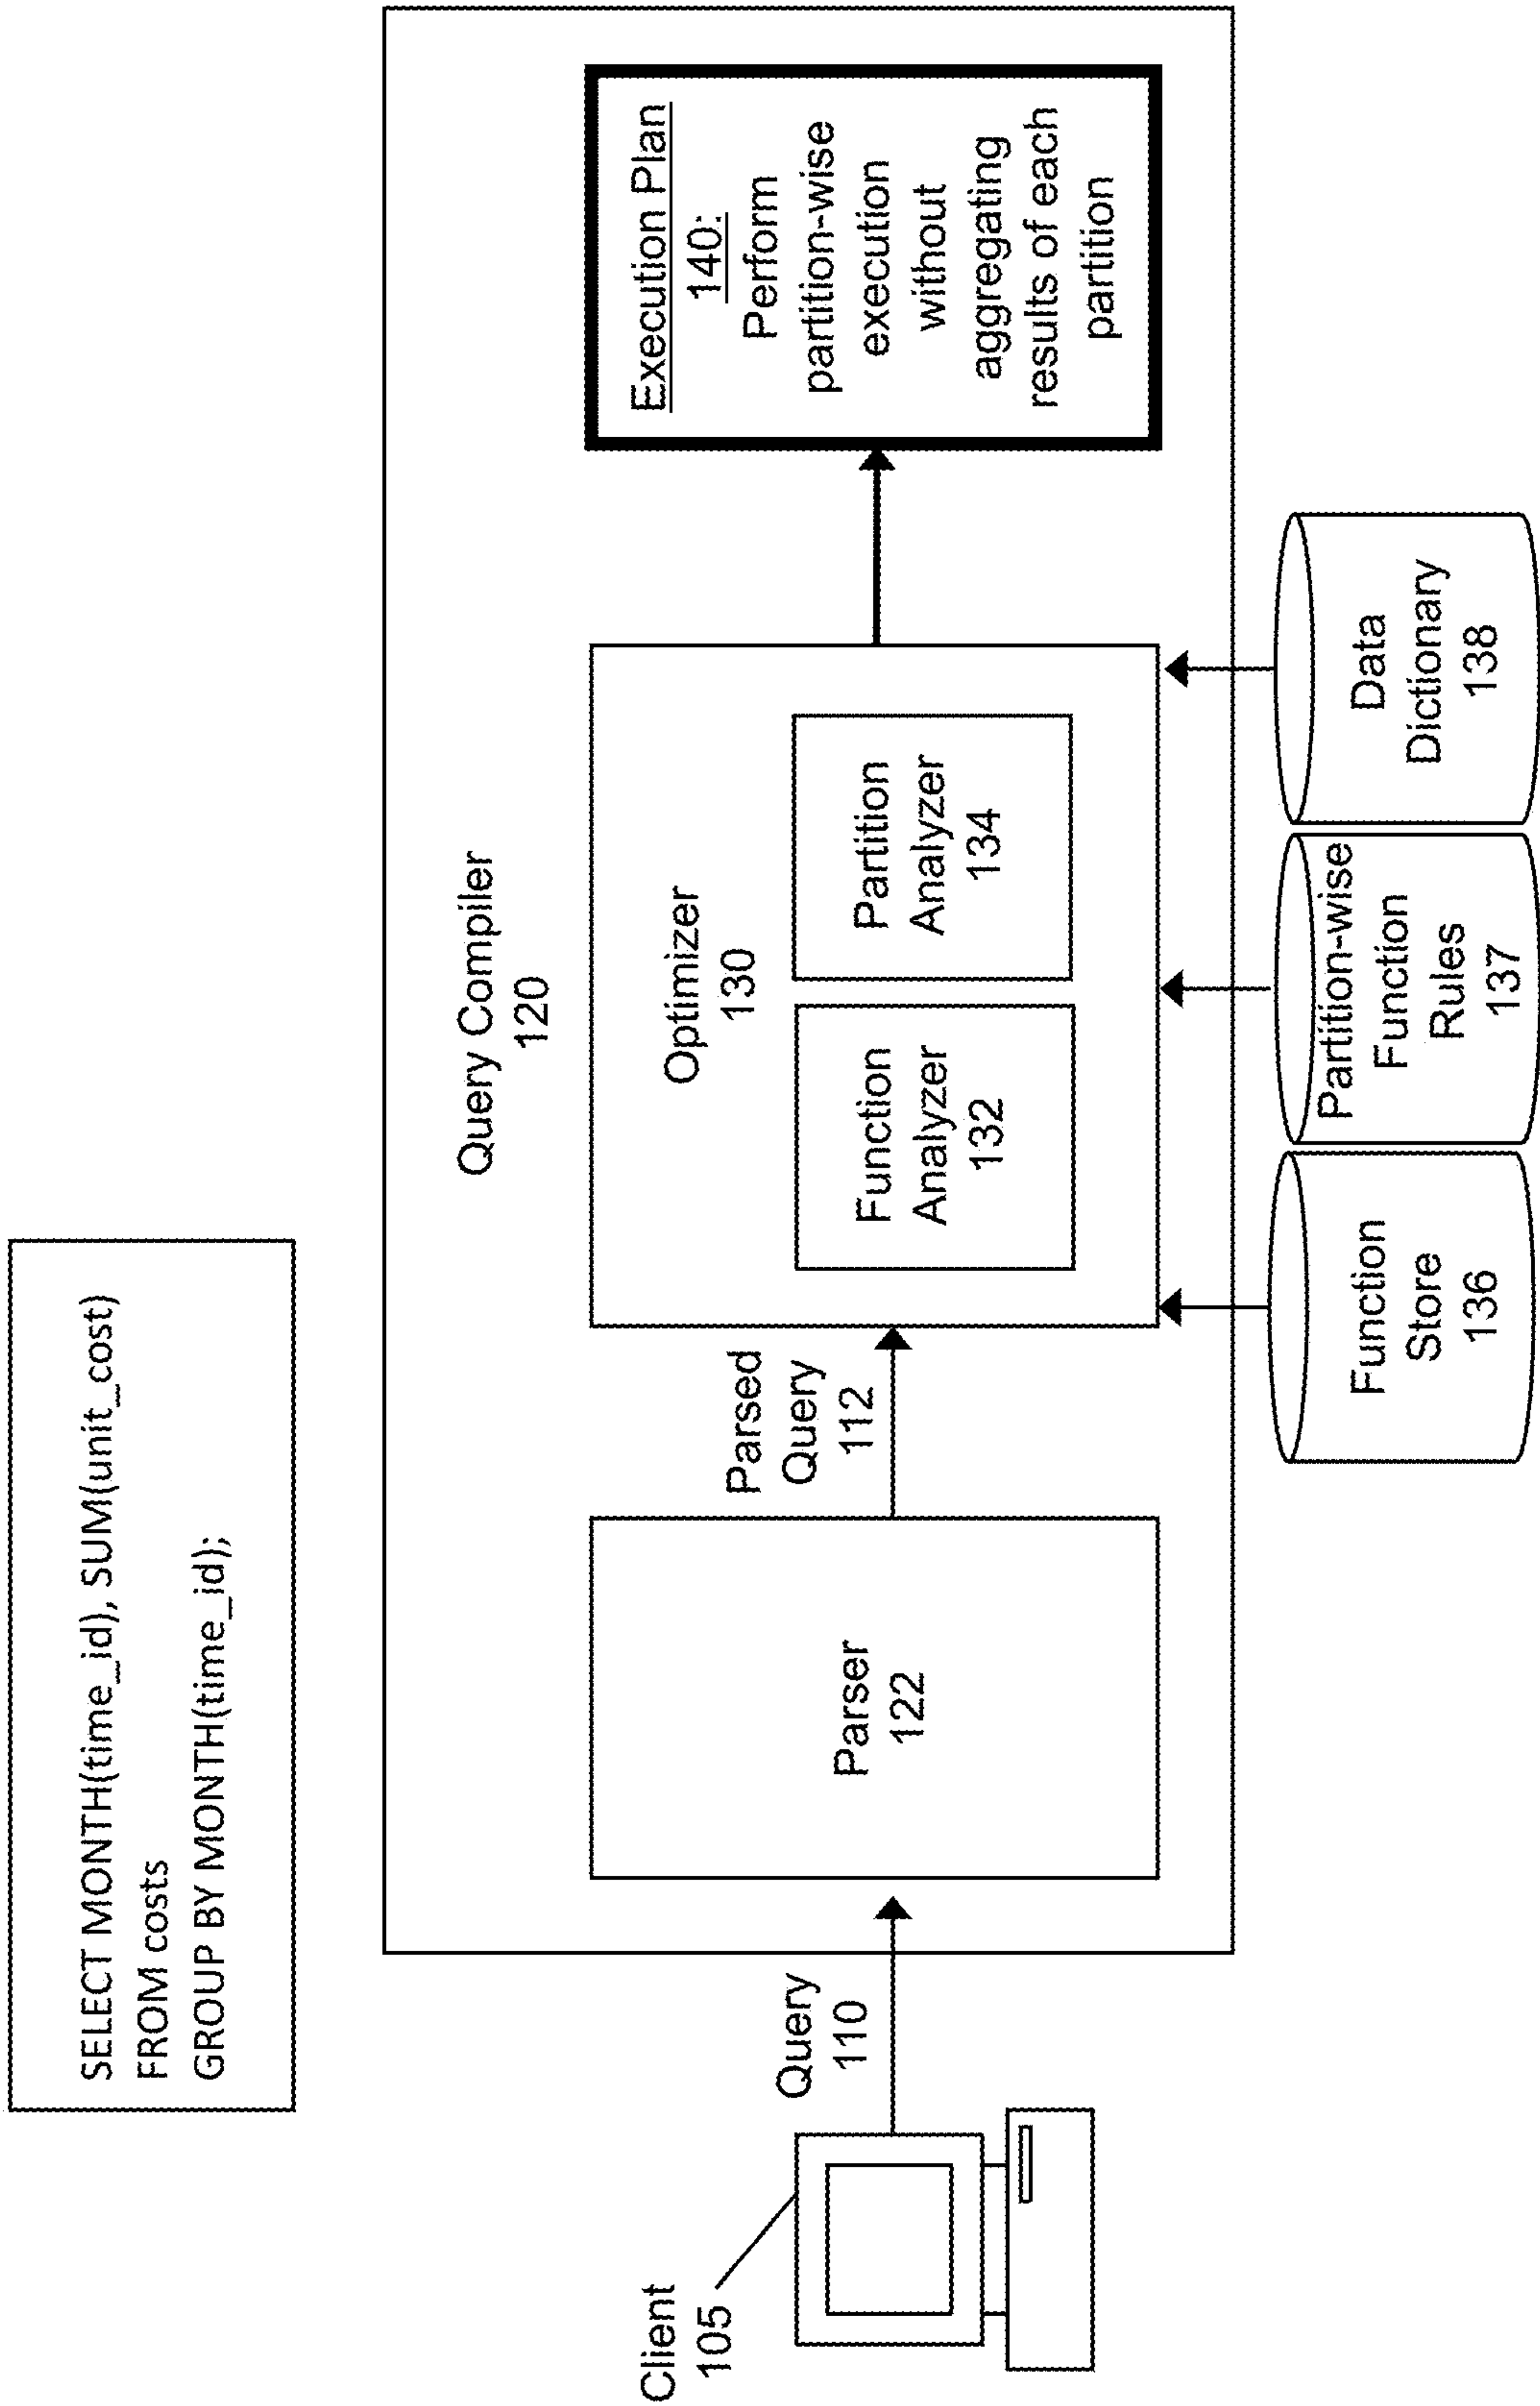 SELECT MONTH(time_id), SUM(unit_cost)
FROM costs
GROUP BY MONTH(time_id);
Query Compiler
120
Client
105
Query
110
Parser
122
Parsed
Query
112
Optimizer
130
Function
Analyzer
132
Partition
Analyzer
134
Execution Plan
140:
Perform
partition-wise
execution
without
aggregating
results of each
partition
Function
Store
136
Partition-wise
Function
Rules
137
Data
Dictionary
138